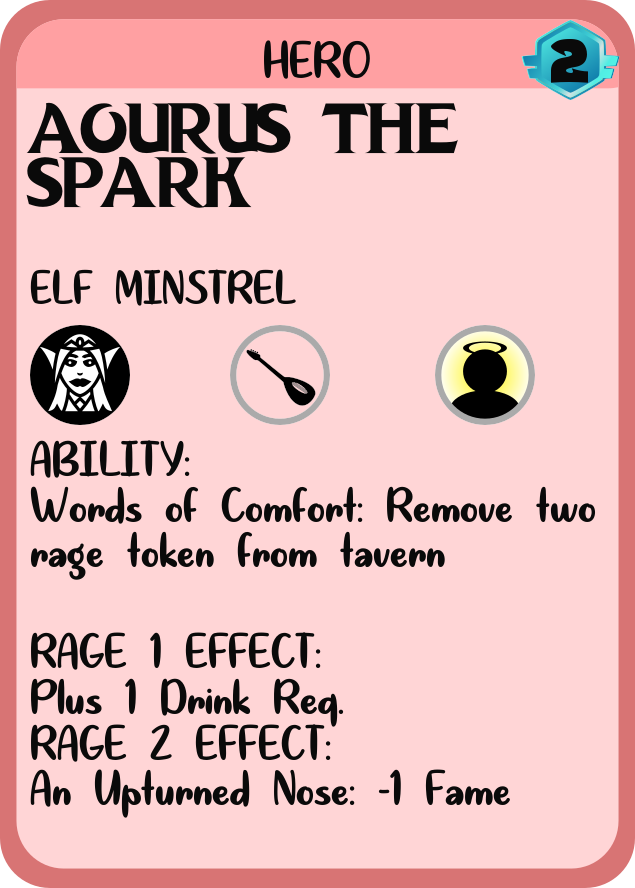 HERO
2
AOURUS THE
SPARK
ELF MINSTREL
ABILITY:
Words of Comfort: Remove two
rage token from tavern
RAGE 1 EFFECT:
Plus 1 Drink Req.
RAGE 2 EFFECT:
An Upturned Nose: -1 Fame